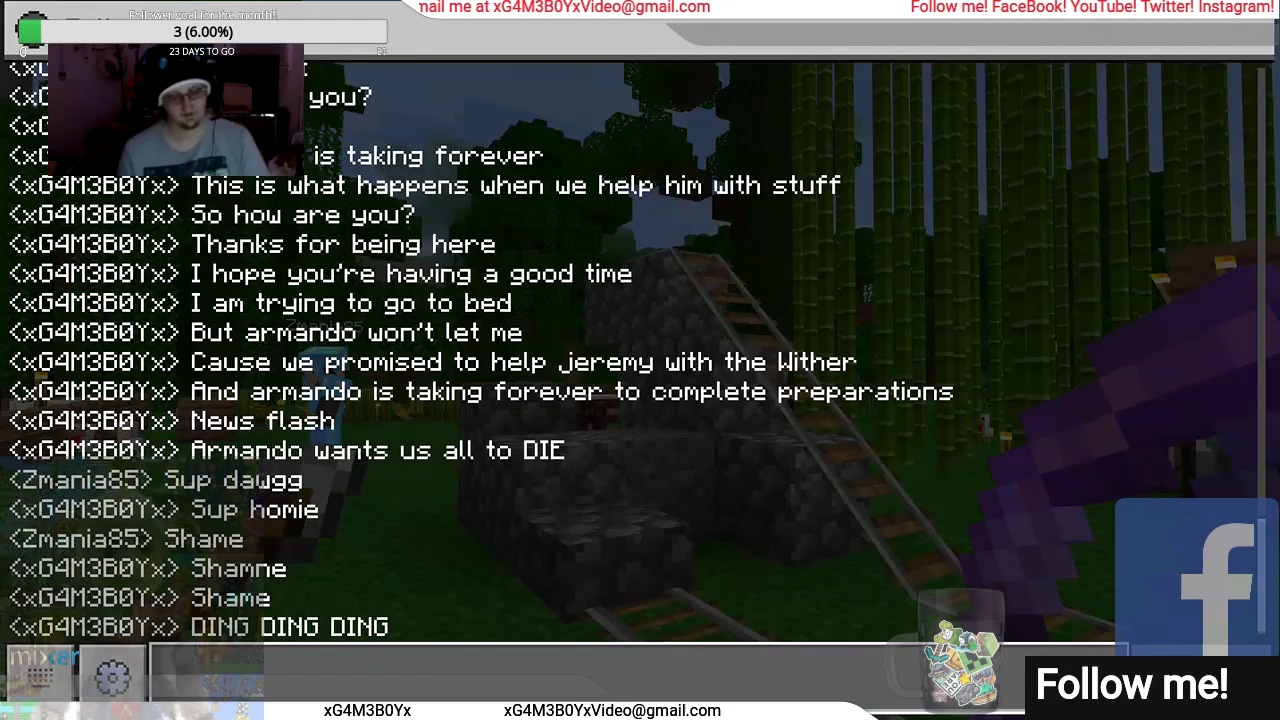 Follower goal for the month!!
3 (6.00%)
0
23 DAYS TO GO
mail me at xG4M3B0YxVideo@gmail.com
Follow me! FaceBook! YouTube! Twitter! Instagram!
you?
is taking forever
<xG4M3B0Yx> This is what happens when we help him with stuff
<xG4M3B0Yx> So how are you?
<xG4M3B0Yx> Thanks for being here
<xG4M3B0Yx> I hope you're having a good time
<xG4M3B0Yx> I am trying to go to bed
<xG4M3B0Yx> But armando won't let me
<xG4M3B0Yx> Cause we promised to help jeremy with the Wither
<xG4M3B0Yx> And armando is taking forever to complete preparations
<xG4M3B0Yx> News flash
<xG4M3B0Yx> Armando wants us all to DIE
<Zmania85> Sup dawgg
<xG4M3B0Yx> Sup homie
<Zmania85> Shame
<xG4M3B0Yx> Shamne
<xG4M3B0Yx> Shame
<xG4M3B0Yx> DING DING DING
mixer
f
Follow me!
xG4M3B0Yx
xG4M3B0YxVideo@gmail.com